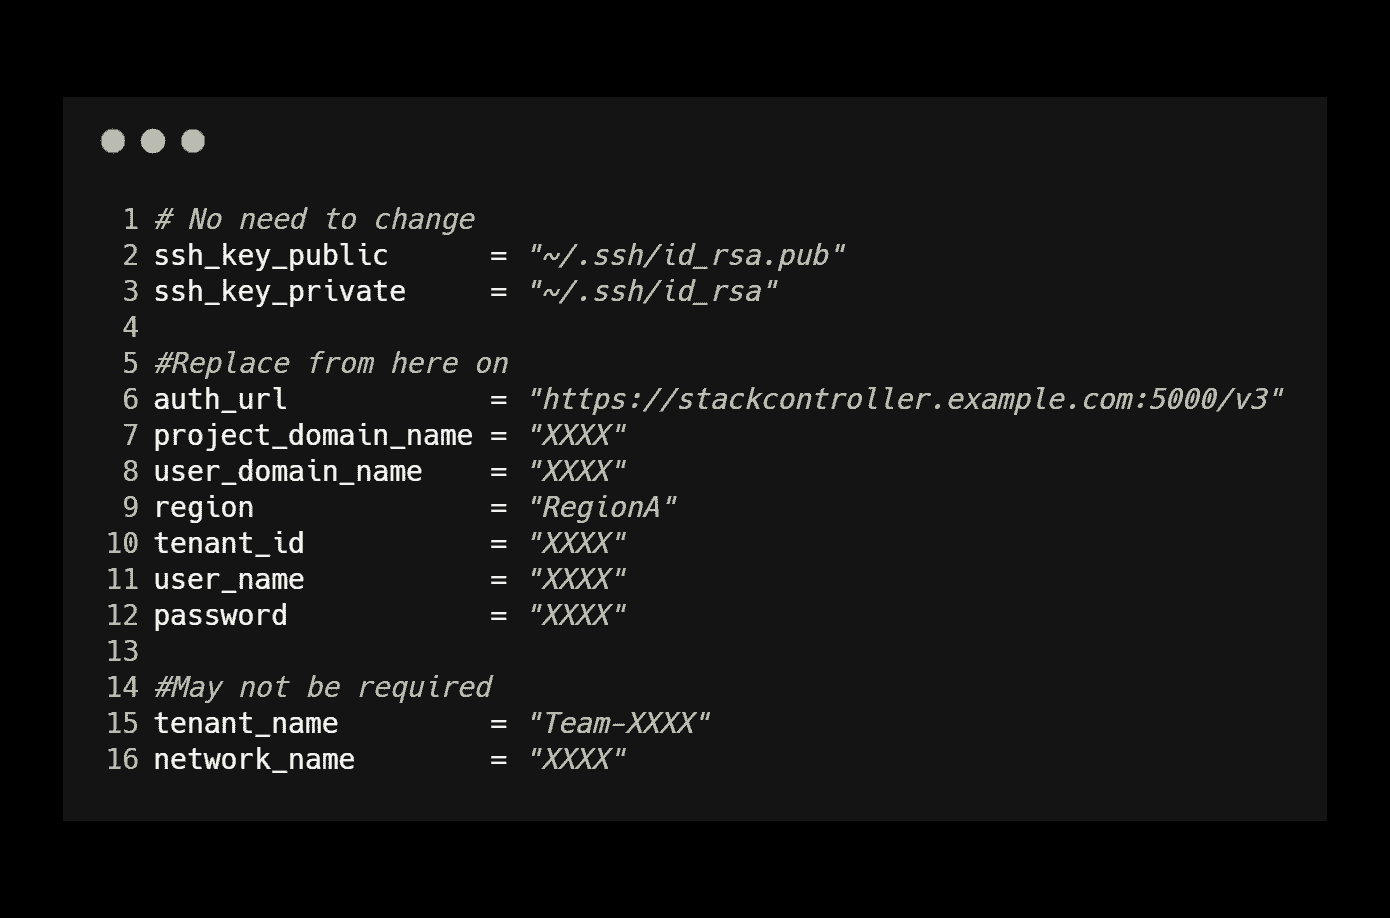 1 # No need to change
2 ssh_key_public      = "~/.ssh/id_rsa.pub"
3 ssh_key_private     = "~/.ssh/id_rsa"
4
5 #Replace from here on
6 auth_url            = "https://stackcontroller.example.com:5000/v3"
7 project_domain_name = "XXXX"
8 user_domain_name    = "XXXX"
9 region              = "RegionA"
10 tenant_id           = "XXXX"
11 user_name           = "XXXX"
12 password            = "XXXX"
13
14 #May not be required
15 tenant_name         = "Team-XXXX"
16 network_name        = "XXXX"